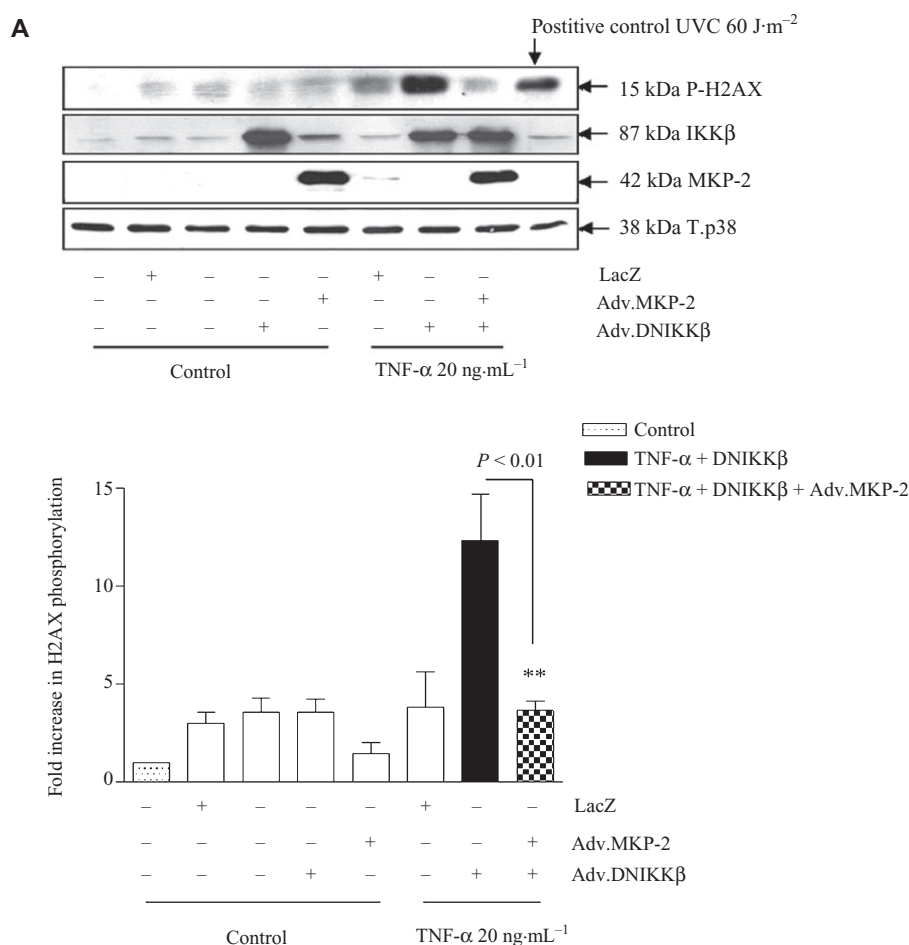 A
Postitive control UVC 60 J·m⁻²
15 kDa P-H2AX
87 kDa IKKβ
42 kDa MKP-2
38 kDa T.p38
– + – – – + – – LacZ
– – – – + – – + Adv.MKP-2
– – – + – – + + Adv.DNIKKβ
Control
TNF-α 20 ng·mL⁻¹
Control
TNF-α + DNIKKβ
TNF-α + DNIKKβ + Adv.MKP-2
P < 0.01
15
10
5
0
**
Fold increase in H2AX phosphorylation
– + – – – + – – LacZ
– – – – + – – + Adv.MKP-2
– – – + – – + + Adv.DNIKKβ
Control
TNF-α 20 ng·mL⁻¹